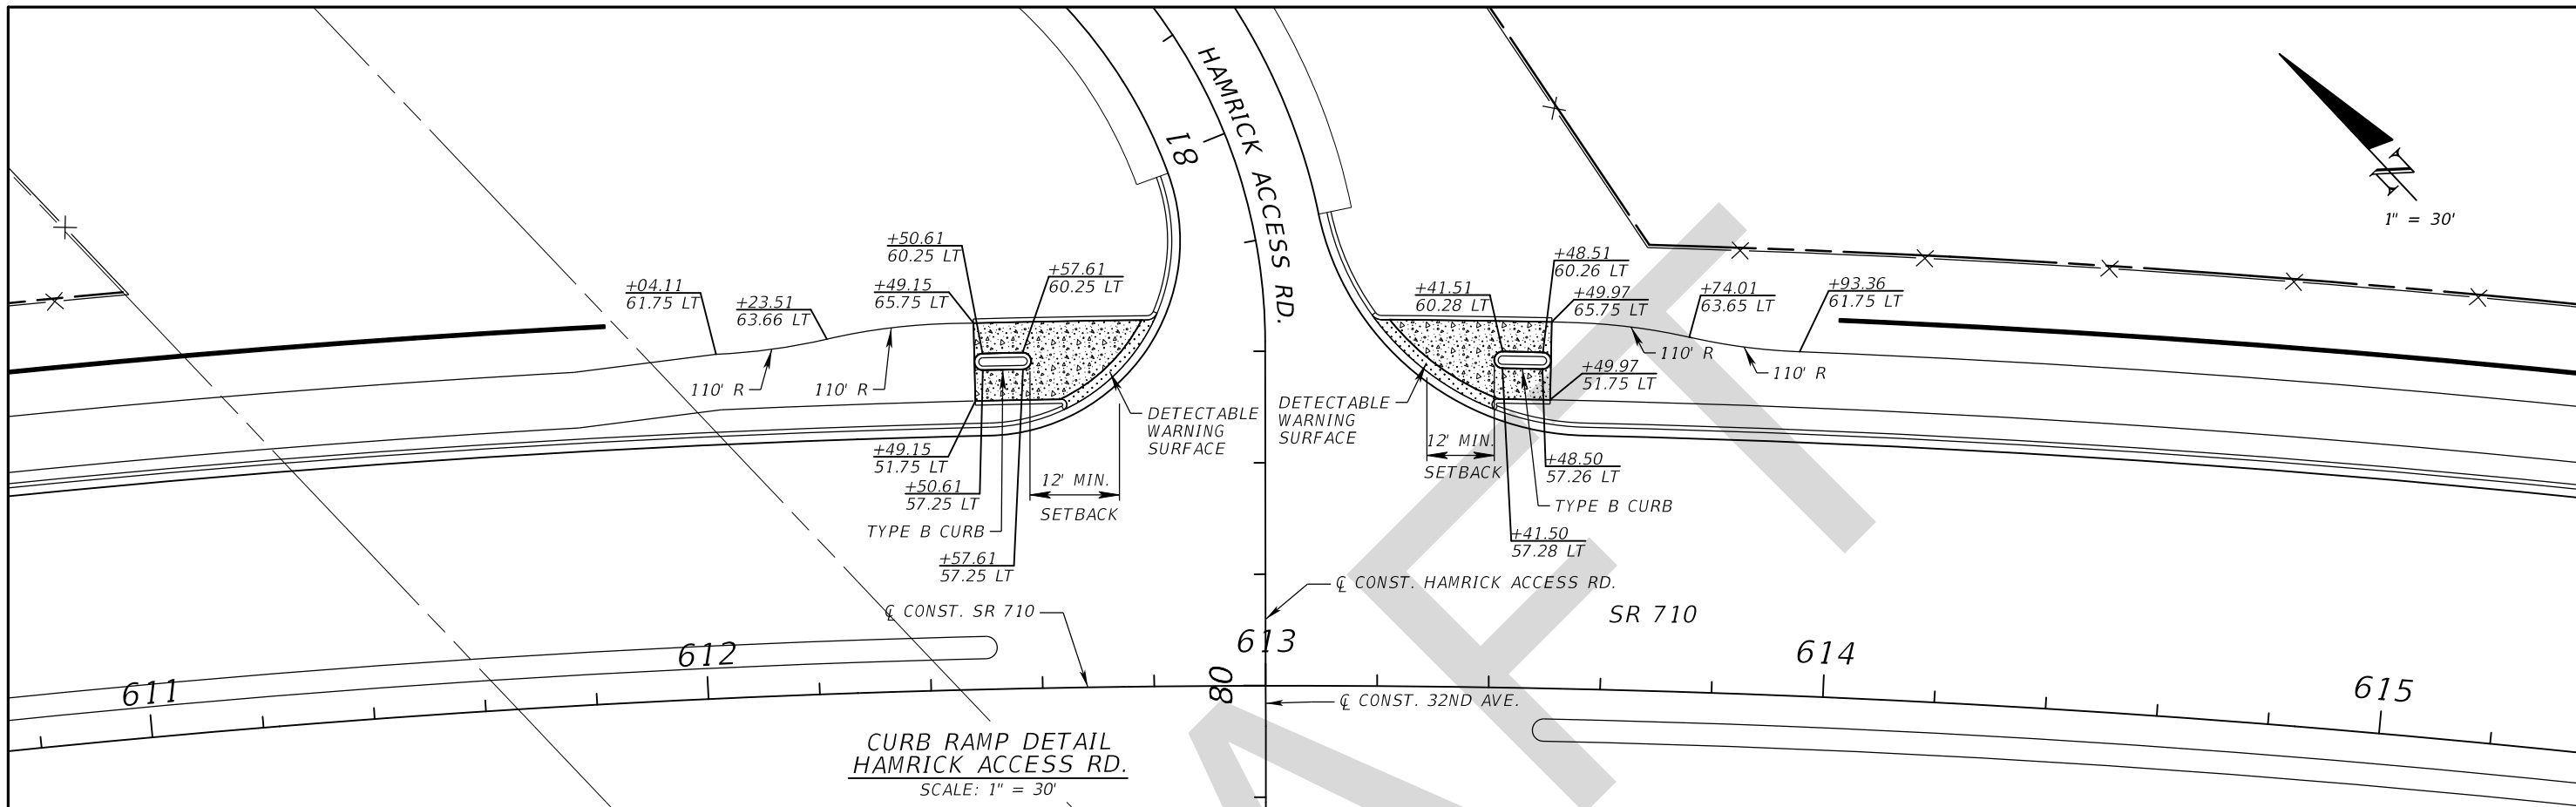 HAMRICK ACCESS RD.
81
N
1" = 30'
+50.61
60.25 LT
+49.15
65.75 LT
+57.61
60.25 LT
+04.11
61.75 LT
+23.51
63.66 LT
110' R
110' R
+48.51
60.26 LT
+41.51
60.28 LT
+49.97
65.75 LT
+74.01
63.65 LT
+93.36
61.75 LT
110' R
110' R
+49.97
51.75 LT
DETECTABLE
WARNING
SURFACE
DETECTABLE
WARNING
SURFACE
+49.15
51.75 LT
+50.61
57.25 LT
12' MIN.
SETBACK
TYPE B CURB
+57.61
57.25 LT
12' MIN.
SETBACK
+48.50
57.26 LT
TYPE B CURB
+41.50
57.28 LT
℄ CONST. HAMRICK ACCESS RD.
℄ CONST. SR 710
SR 710
611
612
613
614
615
80
℄ CONST. 32ND AVE.
CURB RAMP DETAIL
HAMRICK ACCESS RD.
SCALE: 1" = 30'